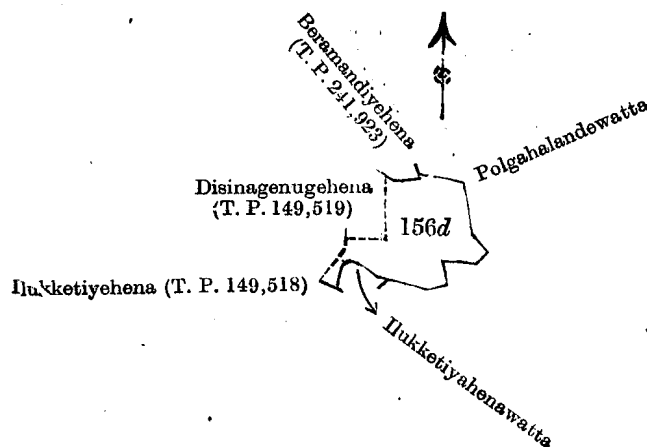 Beramandiyehena
(T. P. 241,923)
Polgahalandewatta
Disinagenugehena
(T. P. 149,519)
156d
Ilukketiyehena (T. P. 149,518)
Ilukketiyahenawatta